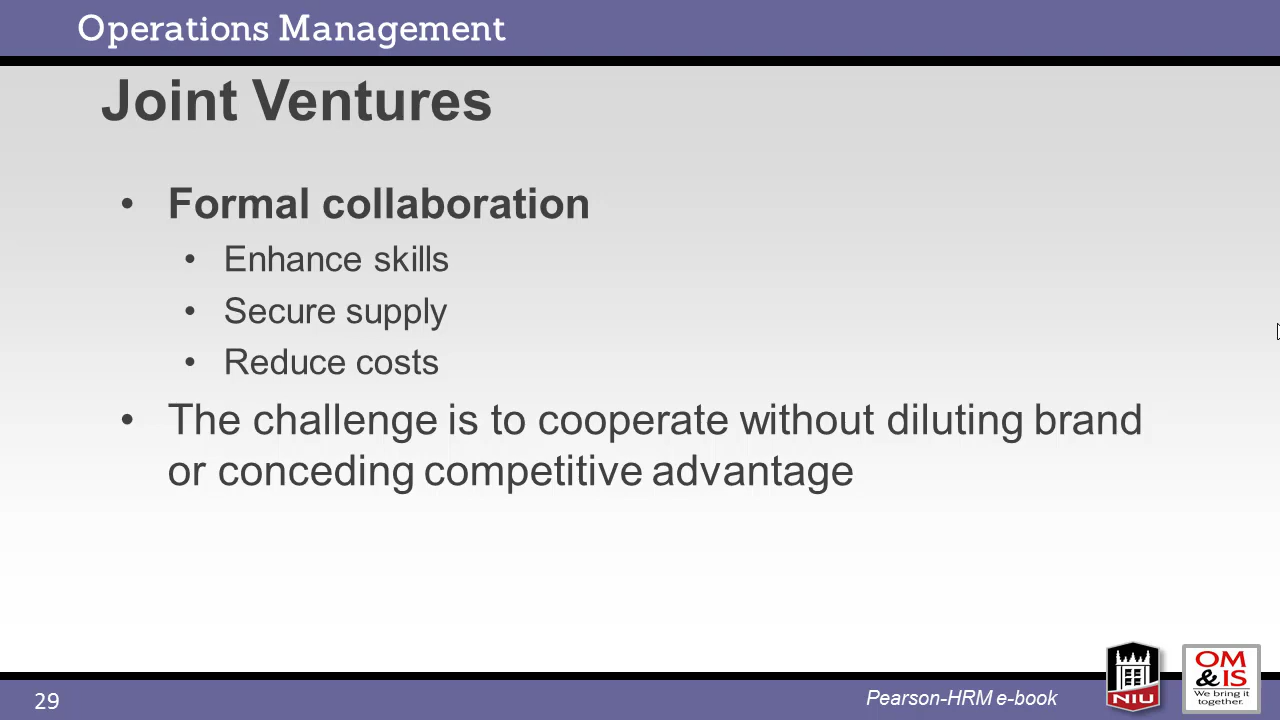 Operations Management
Joint Ventures
• Formal collaboration
• Enhance skills
• Secure supply
• Reduce costs
• The challenge is to cooperate without diluting brand
or conceding competitive advantage
29
Pearson-HRM e-book
NIU
OM
&IS
We bring it
together.